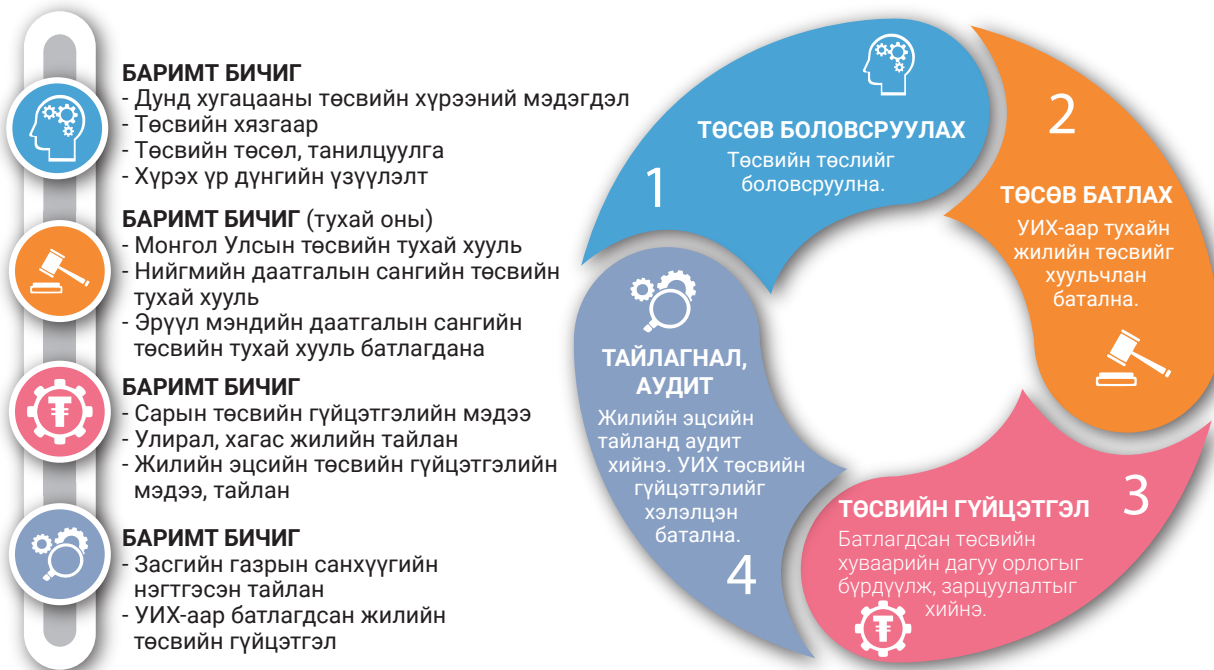 БАРИМТ БИЧИГ
- Дунд хугацааны төсвийн хүрээний мэдэгдэл
- Төсвийн хязгаар
- Төсвийн төсөл, танилцуулга
- Хүрэх үр дүнгийн үзүүлэлт
БАРИМТ БИЧИГ (тухай оны)
- Монгол Улсын төсвийн тухай хууль
- Нийгмийн даатгалын сангийн төсвийн
тухай хууль
- Эрүүл мэндийн даатгалын сангийн
төсвийн тухай хууль батлагдана
БАРИМТ БИЧИГ
- Сарын төсвийн гүйцэтгэлийн мэдээ
- Улирал, хагас жилийн тайлан
- Жилийн эцсийн төсвийн гүйцэтгэлийн
мэдээ, тайлан
БАРИМТ БИЧИГ
- Засгийн газрын санхүүгийн
нэгтгэсэн тайлан
- УИХ-аар батлагдсан жилийн
төсвийн гүйцэтгэл
1
ТӨСӨВ БОЛОВСРУУЛАХ
Төсвийн төслийг
боловсруулна.
2
ТӨСӨВ БАТЛАХ
УИХ-аар тухайн
жилийн төсвийг
хуульчлан
батална.
3
ТӨСВИЙН ГҮЙЦЭТГЭЛ
Батлагдсан төсвийн
хуваарийн дагуу орлогыг
бүрдүүлж, зарцуулалтыг
хийнэ.
ТАЙЛАГНАЛ,
АУДИТ
Жилийн эцсийн
тайланд аудит
хийнэ. УИХ төсвийн
гүйцэтгэлийг
хэлэлцэн
батална.
4